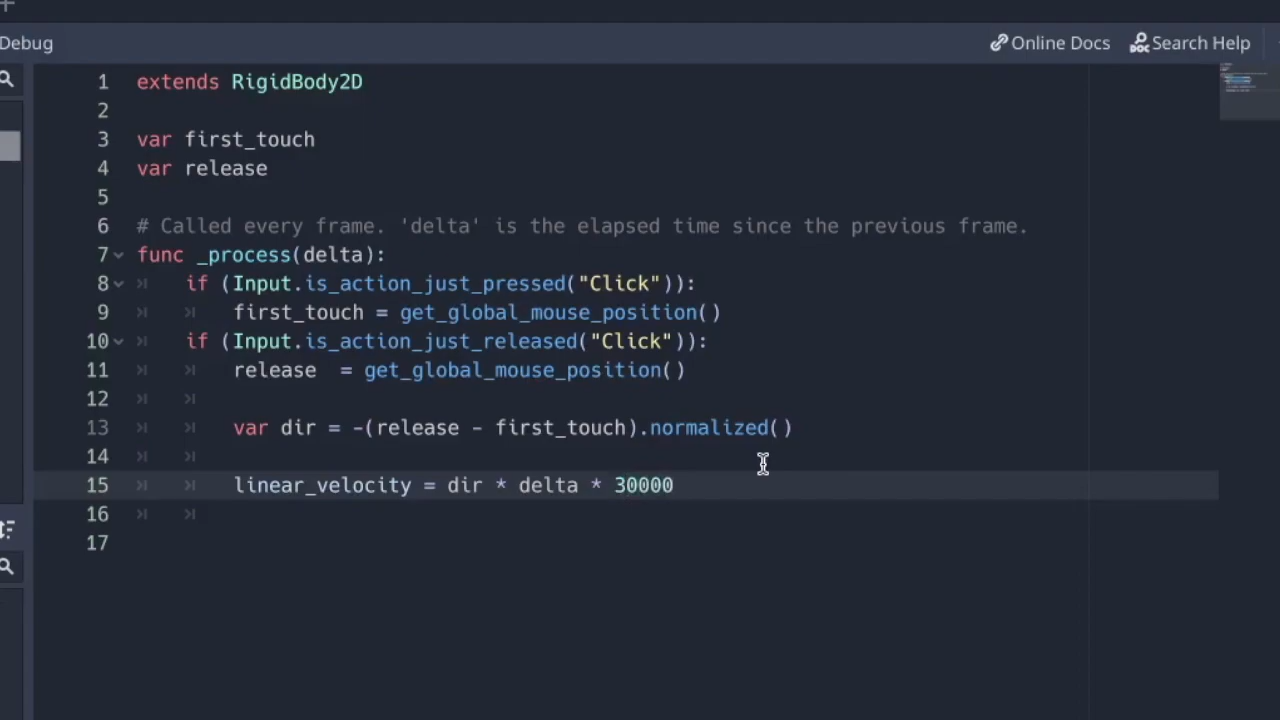 Debug
Online Docs
Search Help
1 extends RigidBody2D
2
3 var first_touch
4 var release
5
6 # Called every frame. 'delta' is the elapsed time since the previous frame.
7 func _process(delta):
8 if (Input.is_action_just_pressed("Click")):
9 first_touch = get_global_mouse_position()
10 if (Input.is_action_just_released("Click")):
11 release  = get_global_mouse_position()
12
13 var dir = -(release - first_touch).normalized()
14
15 linear_velocity = dir * delta * 30000
16
17